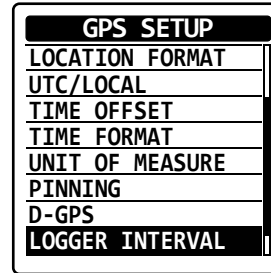 GPS SETUP
LOCATION FORMAT
UTC/LOCAL
TIME OFFSET
TIME FORMAT
UNIT OF MEASURE
PINNING
D-GPS
LOGGER INTERVAL